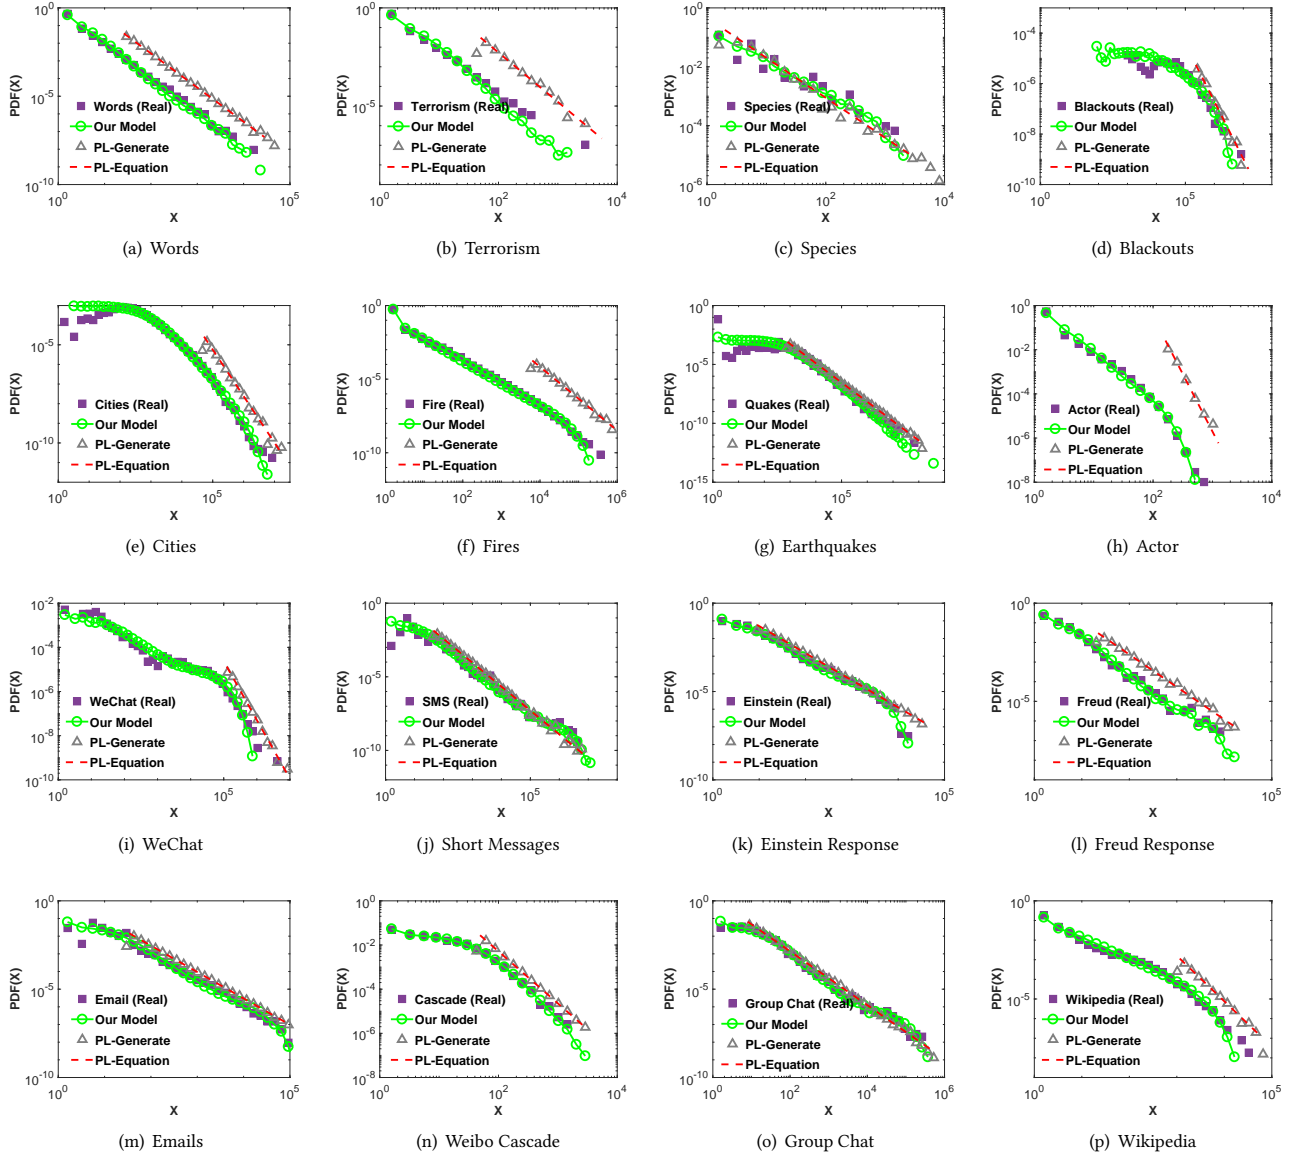 PDF(X)
10^0
10^-5
10^-10
Words (Real)
Our Model
PL-Generate
PL-Equation
10^0
10^5
X
(a) Words
PDF(X)
10^0
10^-5
Terrorism (Real)
Our Model
PL-Generate
PL-Equation
10^0
10^2
10^4
X
(b) Terrorism
PDF(X)
10^0
10^-2
10^-4
10^-6
Species (Real)
Our Model
PL-Generate
PL-Equation
10^0
10^2
10^4
X
(c) Species
PDF(X)
10^-4
10^-6
10^-8
10^-10
Blackouts (Real)
Our Model
PL-Generate
PL-Equation
10^0
10^5
X
(d) Blackouts
PDF(X)
10^-5
10^-10
Cities (Real)
Our Model
PL-Generate
PL-Equation
10^0
10^5
X
(e) Cities
PDF(X)
10^0
10^-5
10^-10
Fire (Real)
Our Model
PL-Generate
PL-Equation
10^0
10^2
10^4
10^6
X
(f) Fires
PDF(X)
10^0
10^-5
10^-10
10^-15
Quakes (Real)
Our Model
PL-Generate
PL-Equation
10^0
10^5
X
(g) Earthquakes
PDF(X)
10^0
10^-2
10^-4
10^-6
10^-8
Actor (Real)
Our Model
PL-Generate
PL-Equation
10^0
10^2
10^4
X
(h) Actor
PDF(X)
10^-2
10^-4
10^-6
10^-8
10^-10
WeChat (Real)
Our Model
PL-Generate
PL-Equation
10^0
10^5
X
(i) WeChat
PDF(X)
10^0
10^-5
10^-10
SMS (Real)
Our Model
PL-Generate
PL-Equation
10^0
10^5
X
(j) Short Messages
PDF(X)
10^0
10^-5
10^-10
Einstein (Real)
Our Model
PL-Generate
PL-Equation
10^0
10^5
X
(k) Einstein Response
PDF(X)
10^0
10^-5
Freud (Real)
Our Model
PL-Generate
PL-Equation
10^0
10^5
X
(l) Freud Response
PDF(X)
10^0
10^-5
10^-10
Email (Real)
Our Model
PL-Generate
PL-Equation
10^0
10^5
X
(m) Emails
PDF(X)
10^0
10^-2
10^-4
10^-6
10^-8
Cascade (Real)
Our Model
PL-Generate
PL-Equation
10^0
10^2
10^4
X
(n) Weibo Cascade
PDF(X)
10^0
10^-5
10^-10
Group Chat (Real)
Our Model
PL-Generate
PL-Equation
10^0
10^2
10^4
10^6
X
(o) Group Chat
PDF(X)
10^0
10^-5
Wikipedia (Real)
Our Model
PL-Generate
PL-Equation
10^0
10^5
X
(p) Wikipedia